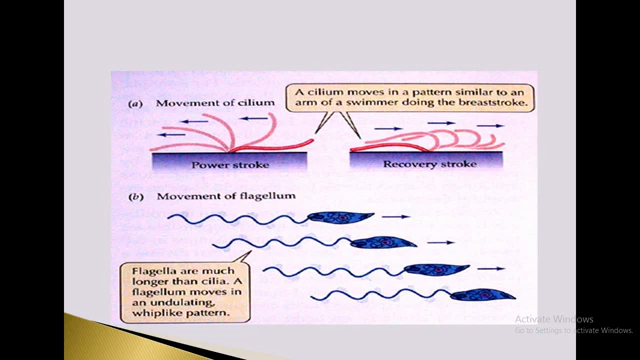 A cilium moves in a pattern similar to an
arm of a swimmer doing the breaststroke.
(a) Movement of cilium
Power stroke
Recovery stroke
(b) Movement of flagellum
Flagella are much
longer than cilia. A
flagellum moves in
an undulating,
whiplike pattern.
Activate Windows
Go to Settings to Activate Windows.